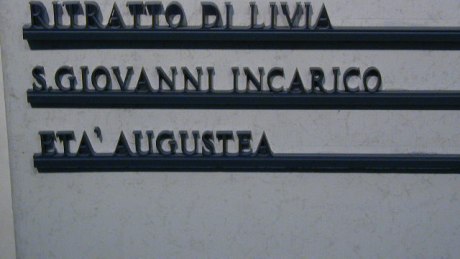 RITRATTO DI LIVIA
S.GIOVANNI INCARICO
ETA' AUGUSTEA